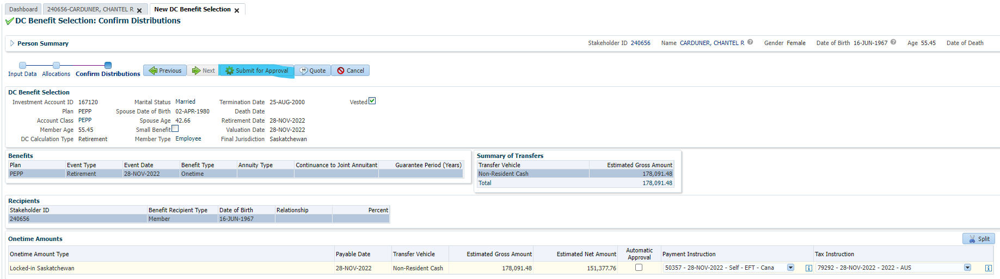 Dashboard 240656-CARDUNER, CHANTEL R New DC Benefit Selection
DC Benefit Selection: Confirm Distributions
Person Summary Stakeholder ID 240656 Name CARDUNER, CHANTEL R Gender Female Date of Birth 16-JUN-1967 Age 55.45 Date of Death
Input Data Allocations Confirm Distributions Previous Next Submit for Approval Quote Cancel
DC Benefit Selection
Investment Account ID 167120 Marital Status Married Termination Date 25-AUG-2000 Vested
Plan PEPP Spouse Date of Birth 02-APR-1980 Death Date
Account Class PEPP Spouse Age 42.66 Retirement Date 28-NOV-2022
Member Age 55.45 Small Benefit Valuation Date 28-NOV-2022
DC Calculation Type Retirement Member Type Employee Final Jurisdiction Saskatchewan
Benefits
Plan Event Type Event Date Benefit Type Annuity Type Continuance to Joint Annuitant Guarantee Period (Years)
PEPP Retirement 28-NOV-2022 Onetime
Summary of Transfers
Transfer Vehicle Estimated Gross Amount
Non-Resident Cash 178,091.48
Total 178,091.48
Recipients
Stakeholder ID Benefit Recipient Type Date of Birth Relationship Percent
240656 Member 16-JUN-1967
Onetime Amounts Split
Onetime Amount Type Payable Date Transfer Vehicle Estimated Gross Amount Estimated Net Amount Automatic Approval Payment Instruction Tax Instruction
Locked-in Saskatchewan 28-NOV-2022 Non-Resident Cash 178,091.48 151,377.76 50357 - 28-NOV-2022 - Self - EFT - Cana 79292 - 28-NOV-2022 - 2022 - AUS